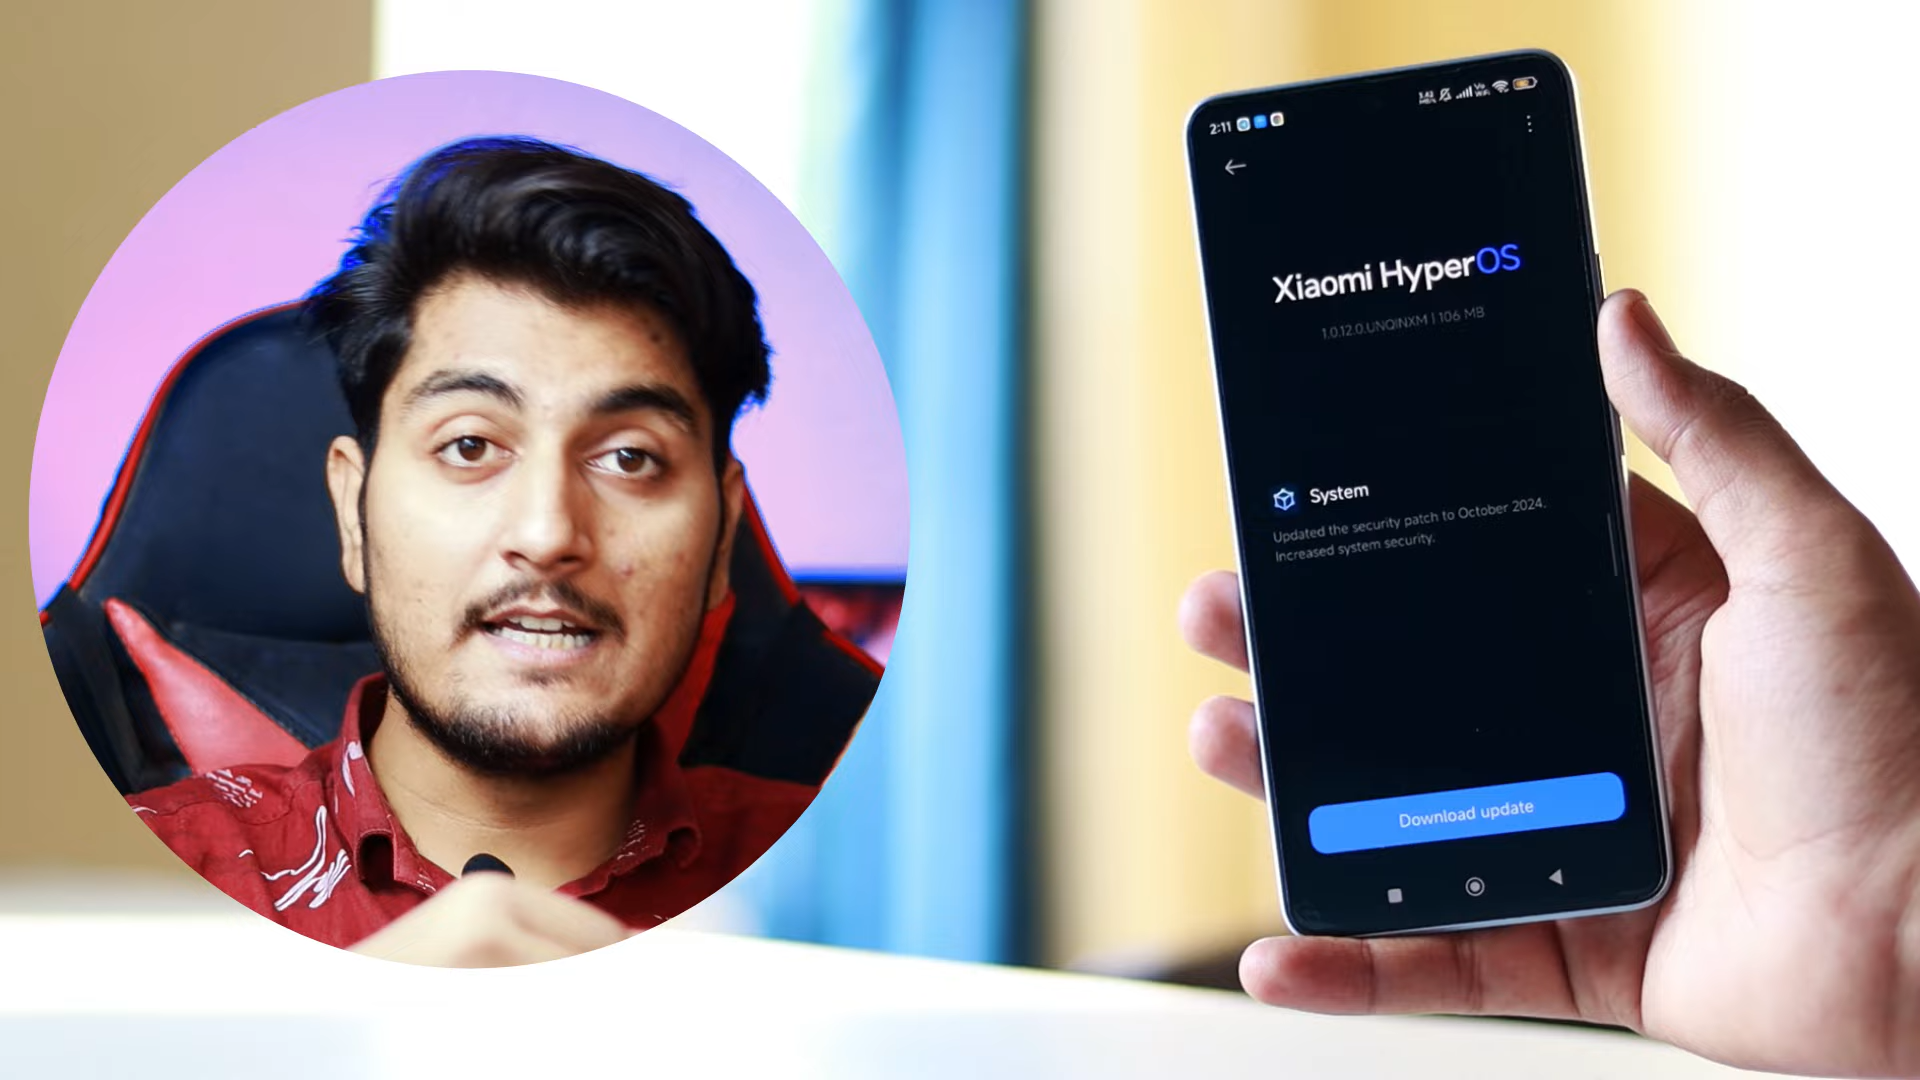 2:11
Xiaomi HyperOS
1.0.12.0.UNQINXM | 106 MB
System
Updated the security patch to October 2024.
Increased system security.
Download update